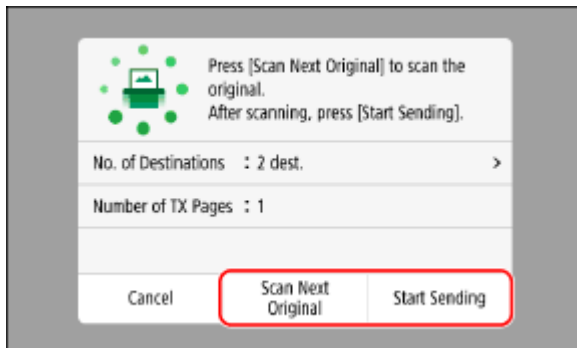 Press [Scan Next Original] to scan the
original.
After scanning, press [Start Sending].
No. of Destinations : 2 dest. >
Number of TX Pages : 1
Cancel
Scan Next
Original
Start Sending